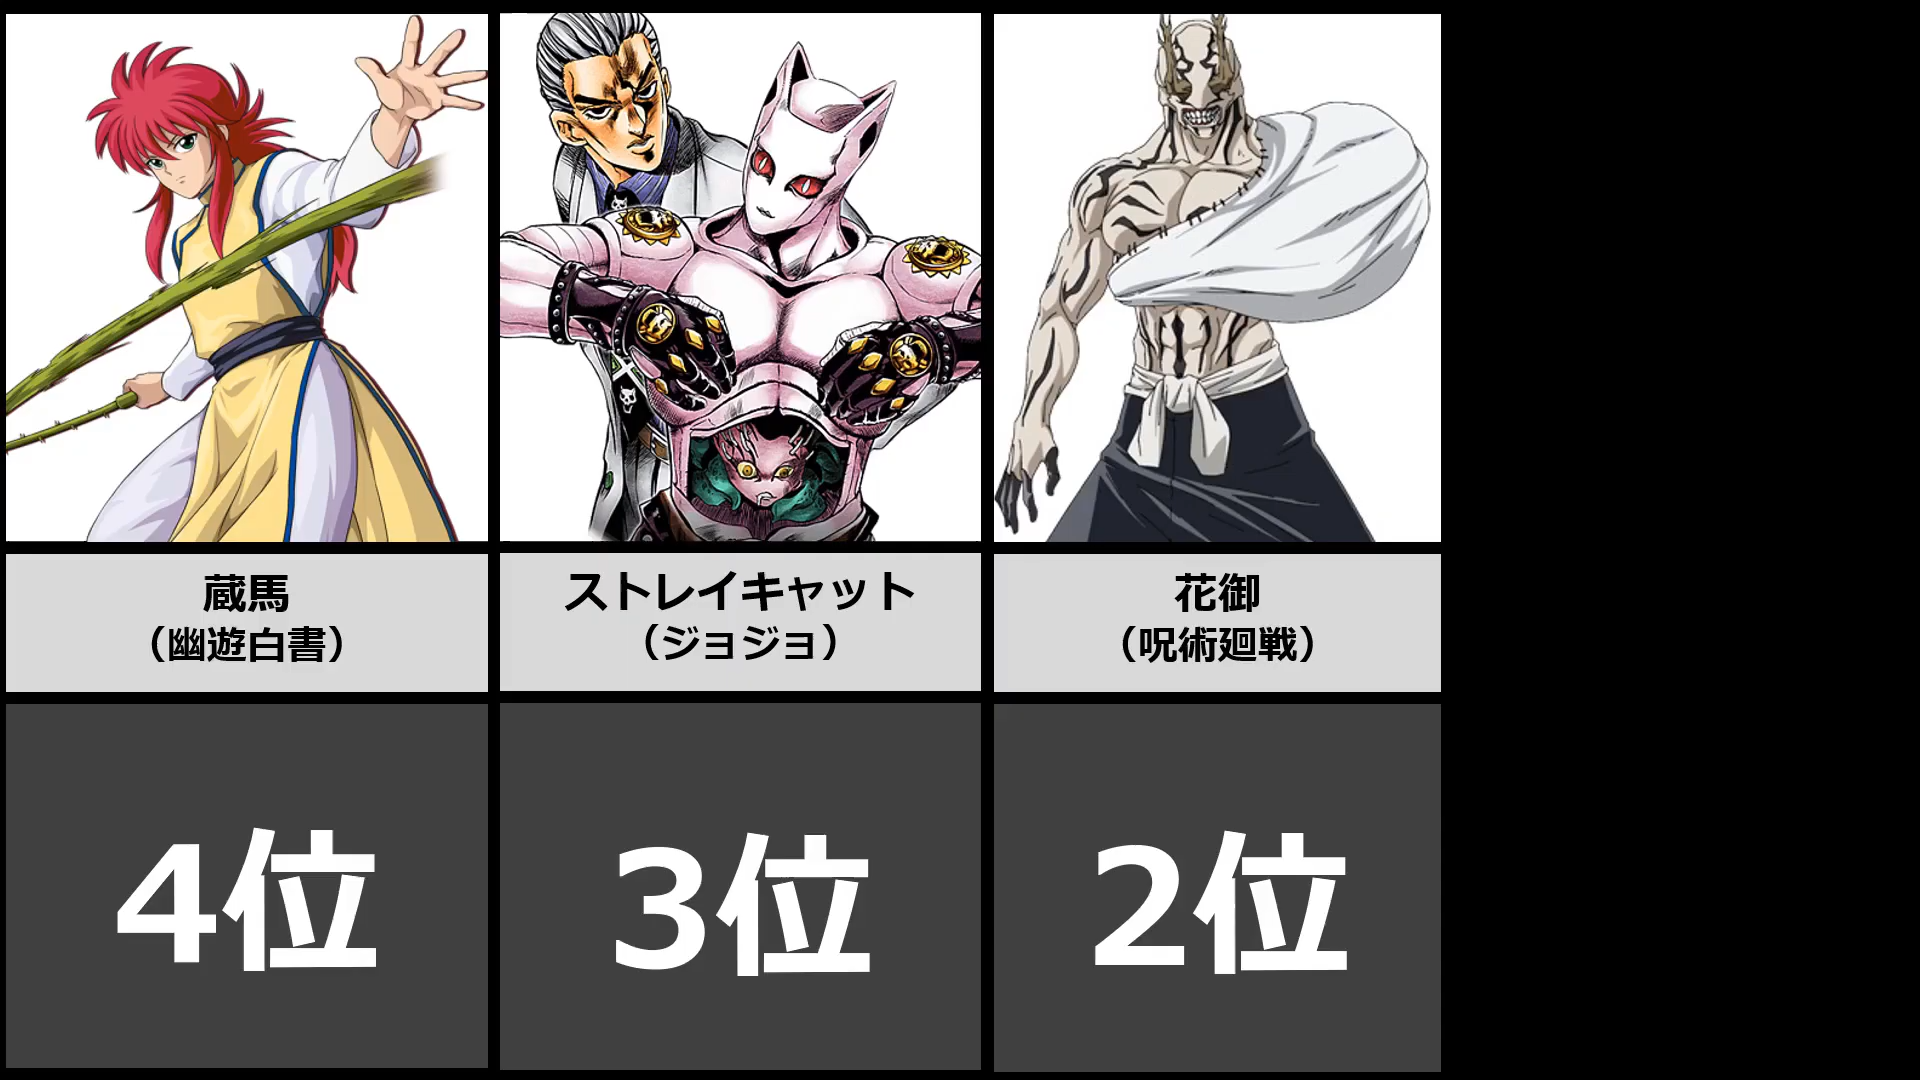 蔵馬
（幽遊白書）
4位
ストレイキャット
（ジョジョ）
3位
花御
（呪術廻戦）
2位